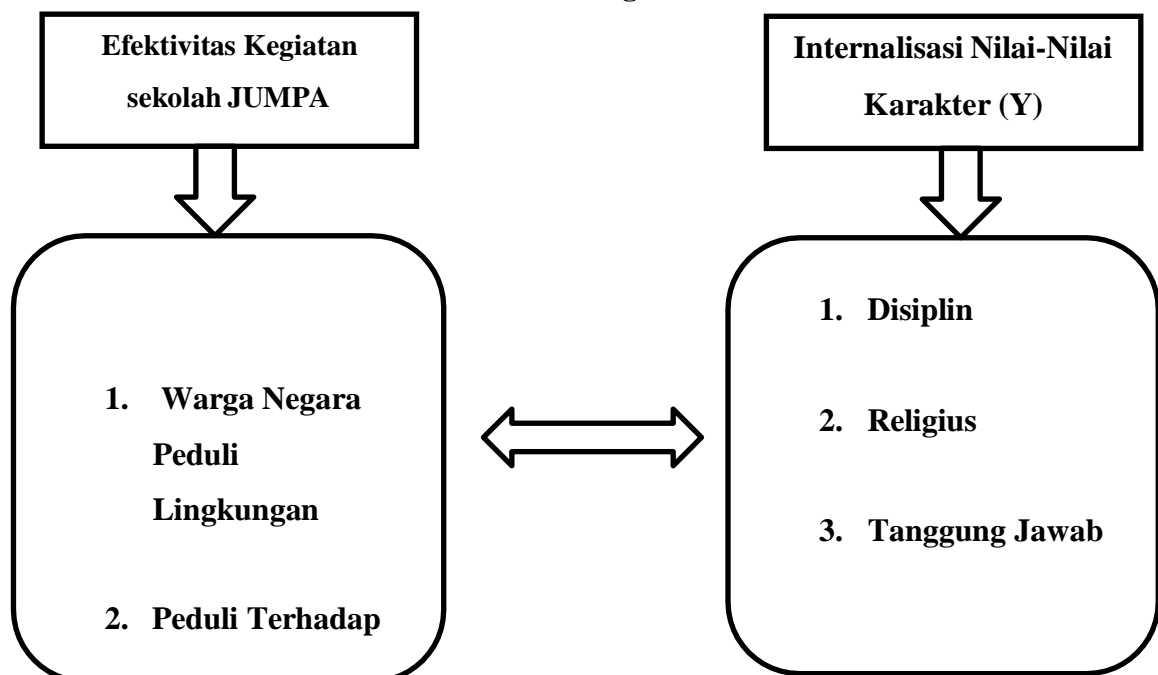 Efektivitas Kegiatan
sekolah JUMPA
Internalisasi Nilai-Nilai
Karakter (Y)
1. Warga Negara
Peduli
Lingkungan
2. Peduli Terhadap
1. Disiplin
2. Religius
3. Tanggung Jawab